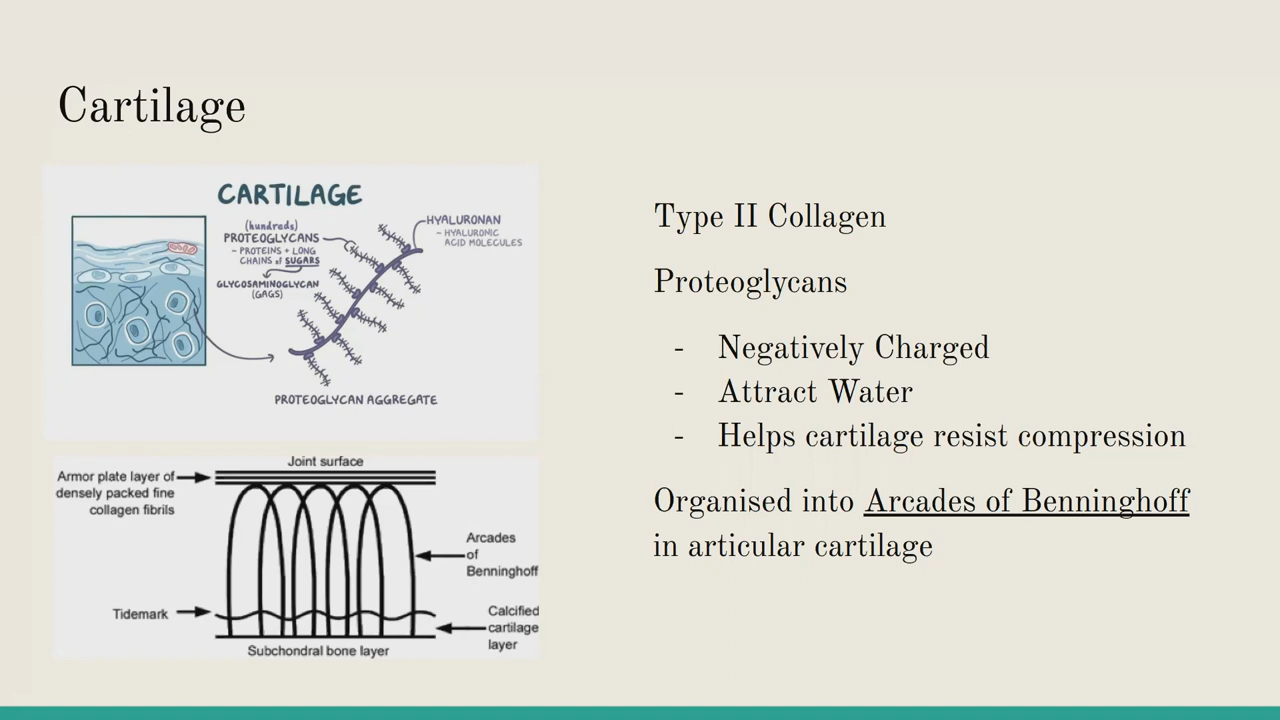 Cartilage
CARTILAGE
(hundreds)
PROTEOGLYCANS
- PROTEINS + LONG
CHAINS of SUGARS
GLYCOSAMINOGLYCAN
(GAGS)
HYALURONAN
- HYALURONIC
ACID MOLECULES
PROTEOGLYCAN AGGREGATE
Joint surface
Armor plate layer of
densely packed fine
collagen fibrils
Arcades
of
Benninghoff
Tidemark
Calcified
cartilage
layer
Subchondral bone layer
Type II Collagen
Proteoglycans
- Negatively Charged
- Attract Water
- Helps cartilage resist compression
Organised into Arcades of Benninghoff
in articular cartilage